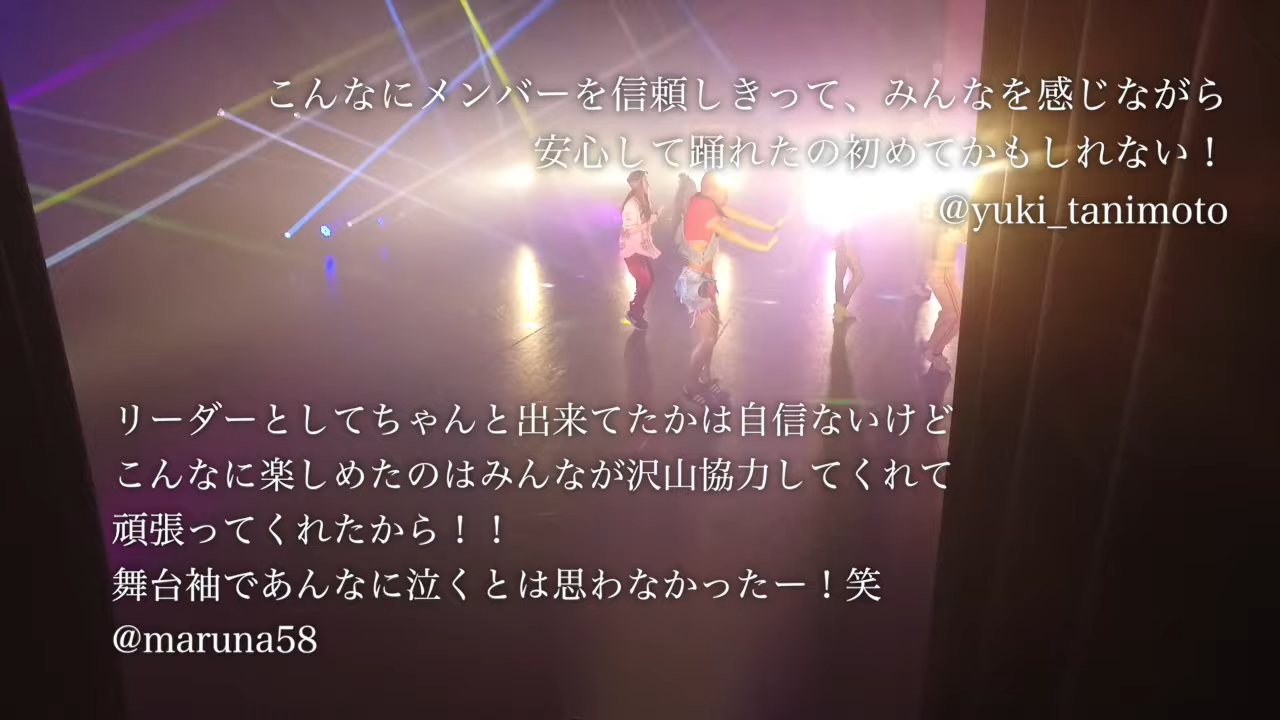 こんなにメンバーを信頼しきって、みんなを感じながら
安心して踊れたの初めてかもしれない！
@yuki_tanimoto
リーダーとしてちゃんと出来てたかは自信ないけど
こんなに楽しめたのはみんなが沢山協力してくれて
頑張ってくれたから！！
舞台袖であんなに泣くとは思わなかったー！笑
@maruna58